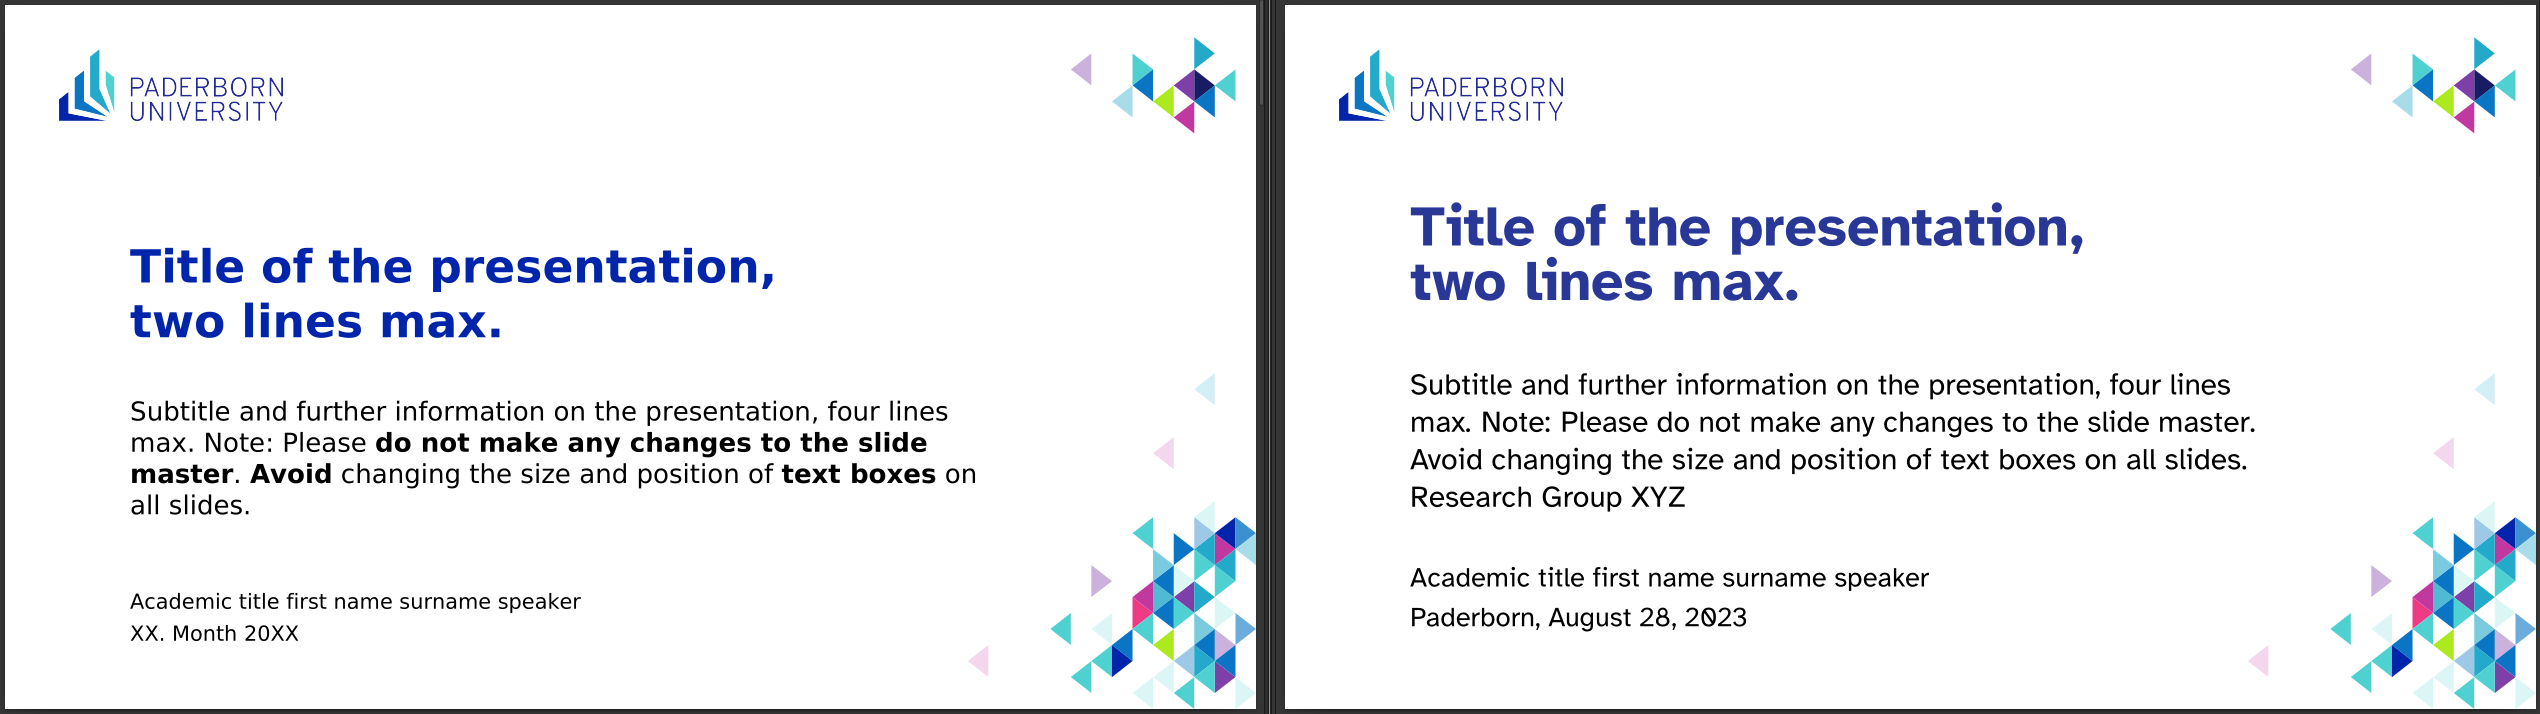 PADERBORN
UNIVERSITY
Title of the presentation,
two lines max.
Subtitle and further information on the presentation, four lines
max. Note: Please do not make any changes to the slide
master. Avoid changing the size and position of text boxes on
all slides.
Academic title first name surname speaker
XX. Month 20XX
PADERBORN
UNIVERSITY
Title of the presentation,
two lines max.
Subtitle and further information on the presentation, four lines
max. Note: Please do not make any changes to the slide master.
Avoid changing the size and position of text boxes on all slides.
Research Group XYZ
Academic title first name surname speaker
Paderborn, August 28, 2023